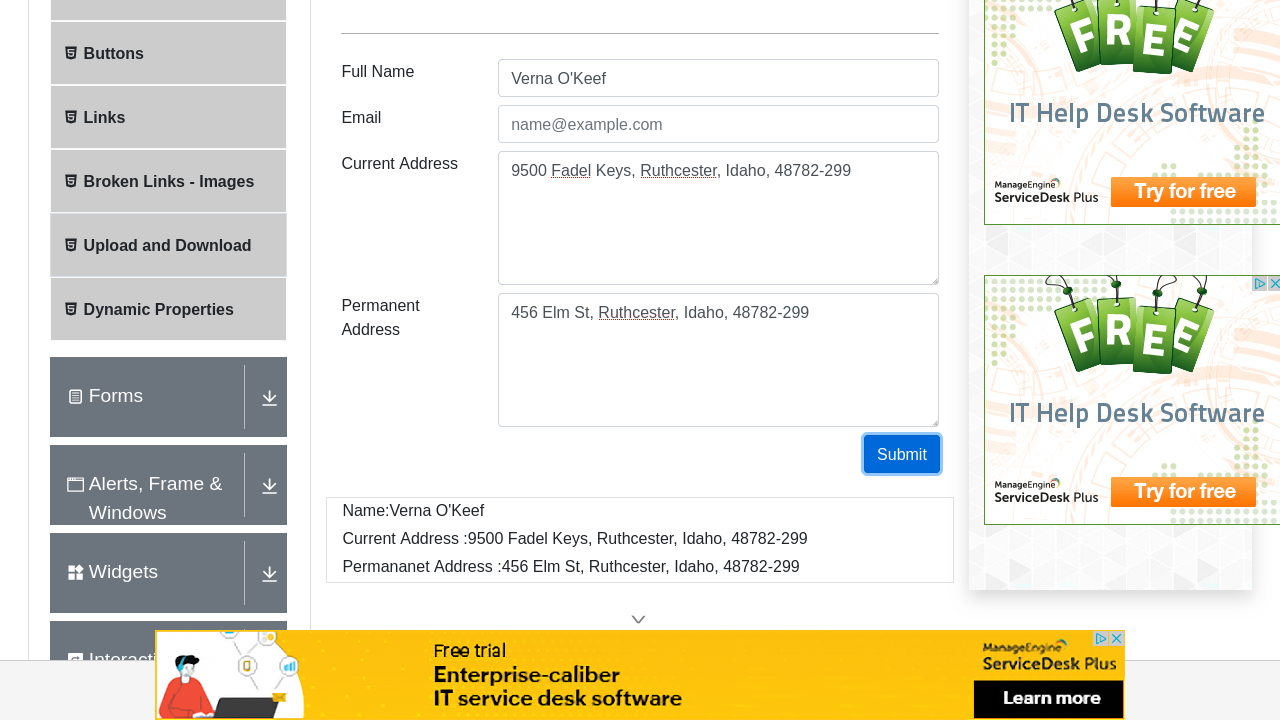 Buttons
Links
Broken Links - Images
Upload and Download
Dynamic Properties
Forms
Alerts, Frame &
Windows
Widgets
Full Name
Verna O'Keef
Email
name@example.com
Current Address
9500 Fadel Keys, Ruthcester, Idaho, 48782-299
Permanent
Address
456 Elm St, Ruthcester, Idaho, 48782-299
Submit
Name:Verna O'Keef
Current Address :9500 Fadel Keys, Ruthcester, Idaho, 48782-299
Permananet Address :456 Elm St, Ruthcester, Idaho, 48782-299
FREE
IT Help Desk Software
ManageEngine
ServiceDesk Plus
Try for free
FREE
IT Help Desk Software
ManageEngine
ServiceDesk Plus
Try for free
Free trial
Enterprise-caliber
IT service desk software
ManageEngine
ServiceDesk Plus
Learn more